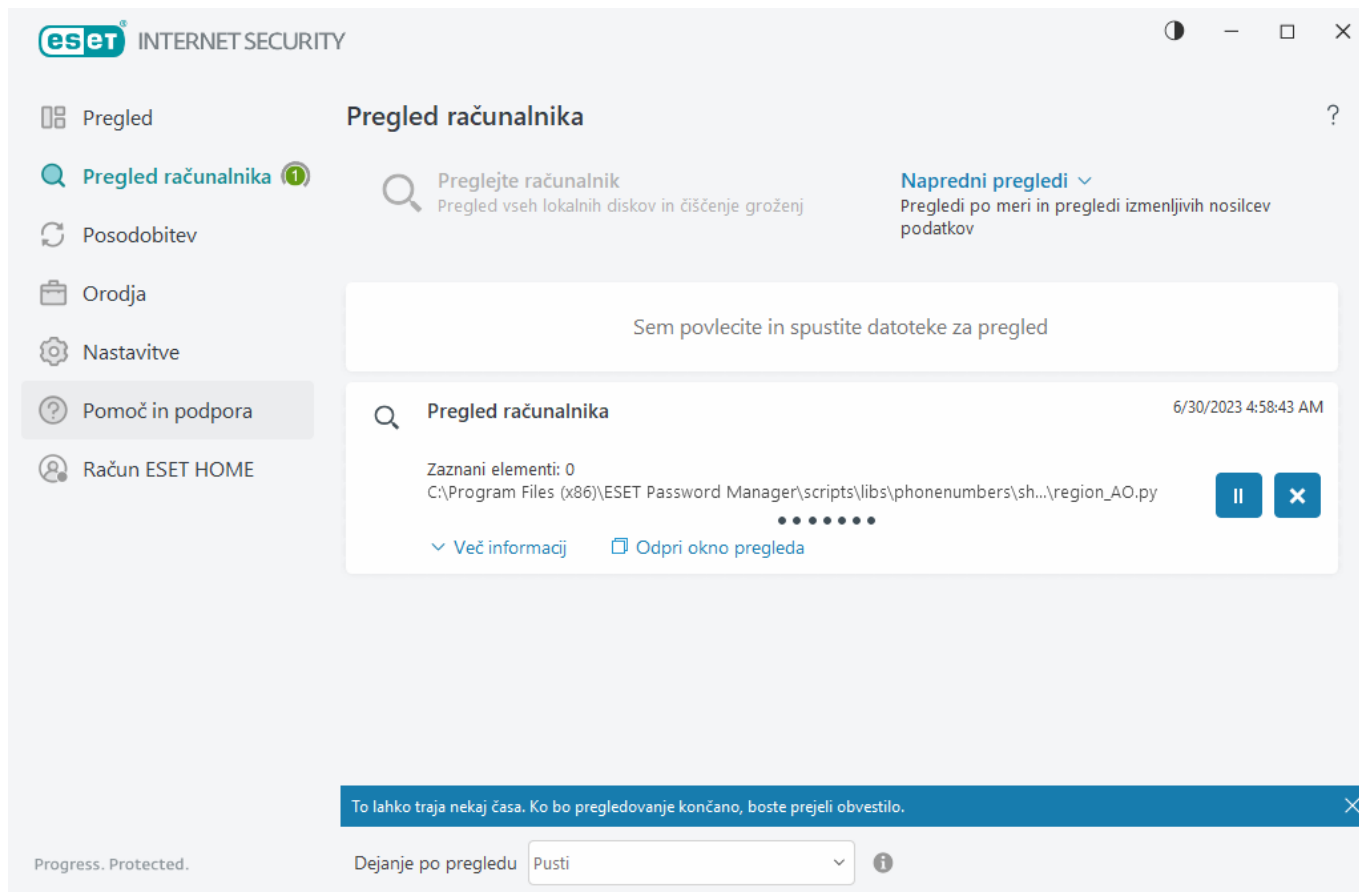 eset® INTERNET SECURITY
Pregled
Pregled računalnika 1
Posodobitev
Orodja
Nastavitve
Pomoč in podpora
Račun ESET HOME
Progress. Protected.
Pregled računalnika
?
Preglejte računalnik
Pregled vseh lokalnih diskov in čiščenje groženj
Napredni pregledi
Pregledi po meri in pregledi izmenljivih nosilcev
podatkov
Sem povlecite in spustite datoteke za pregled
Pregled računalnika
6/30/2023 4:58:43 AM
Zaznani elementi: 0
C:\Program Files (x86)\ESET Password Manager\scripts\libs\phonenumbers\sh...\region_AO.py
Več informacij
Odpri okno pregleda
To lahko traja nekaj časa. Ko bo pregledovanje končano, boste prejeli obvestilo.
Dejanje po pregledu
Pusti